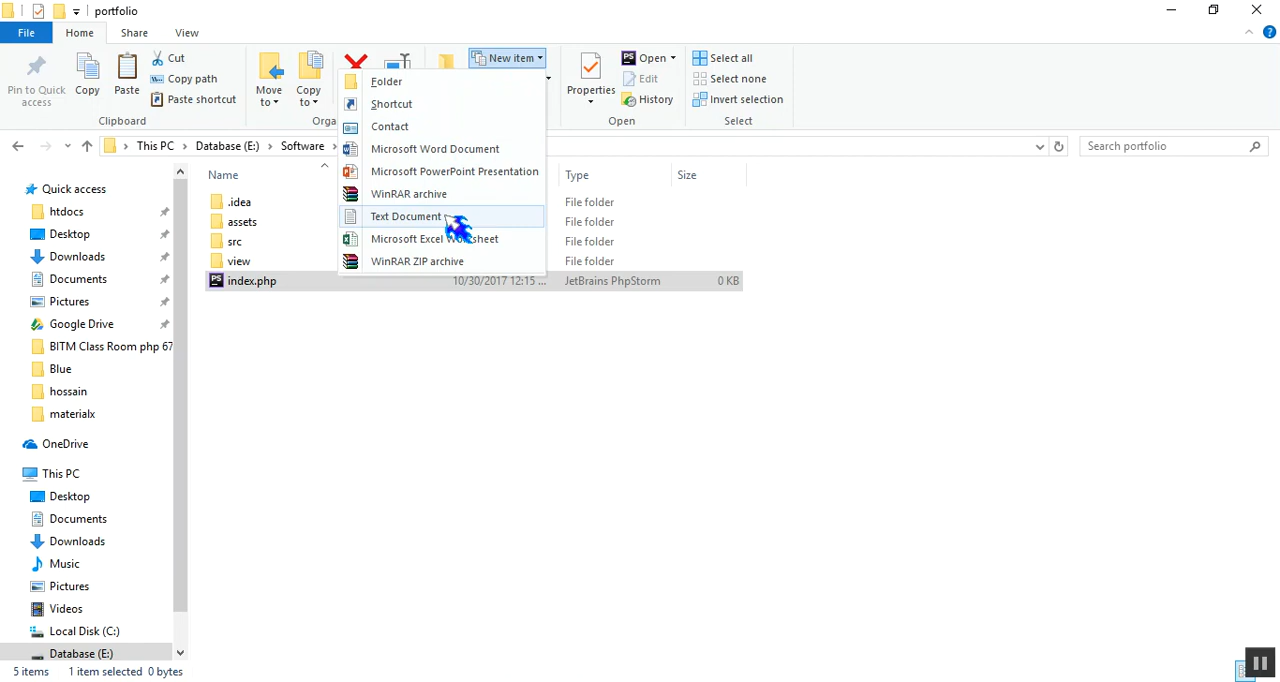 portfolio
File Home Share View
Pin to Quick access
Copy
Paste
Cut
Copy path
Paste shortcut
Clipboard
Move to
Copy to
Orga
New item
Properties
Open
Edit
History
Open
Select all
Select none
Invert selection
Select
Folder
Shortcut
Contact
Microsoft Word Document
Microsoft PowerPoint Presentation
WinRAR archive
Text Document
Microsoft Excel Worksheet
WinRAR ZIP archive
This PC > Database (E:) > Software >
Search portfolio
Name Type Size
.idea File folder
assets File folder
src File folder
view File folder
index.php 10/30/2017 12:15 ... JetBrains PhpStorm 0 KB
Quick access
htdocs
Desktop
Downloads
Documents
Pictures
Google Drive
BITM Class Room php 67
Blue
hossain
materialx
OneDrive
This PC
Desktop
Documents
Downloads
Music
Pictures
Videos
Local Disk (C:)
Database (E:)
5 items 1 item selected 0 bytes